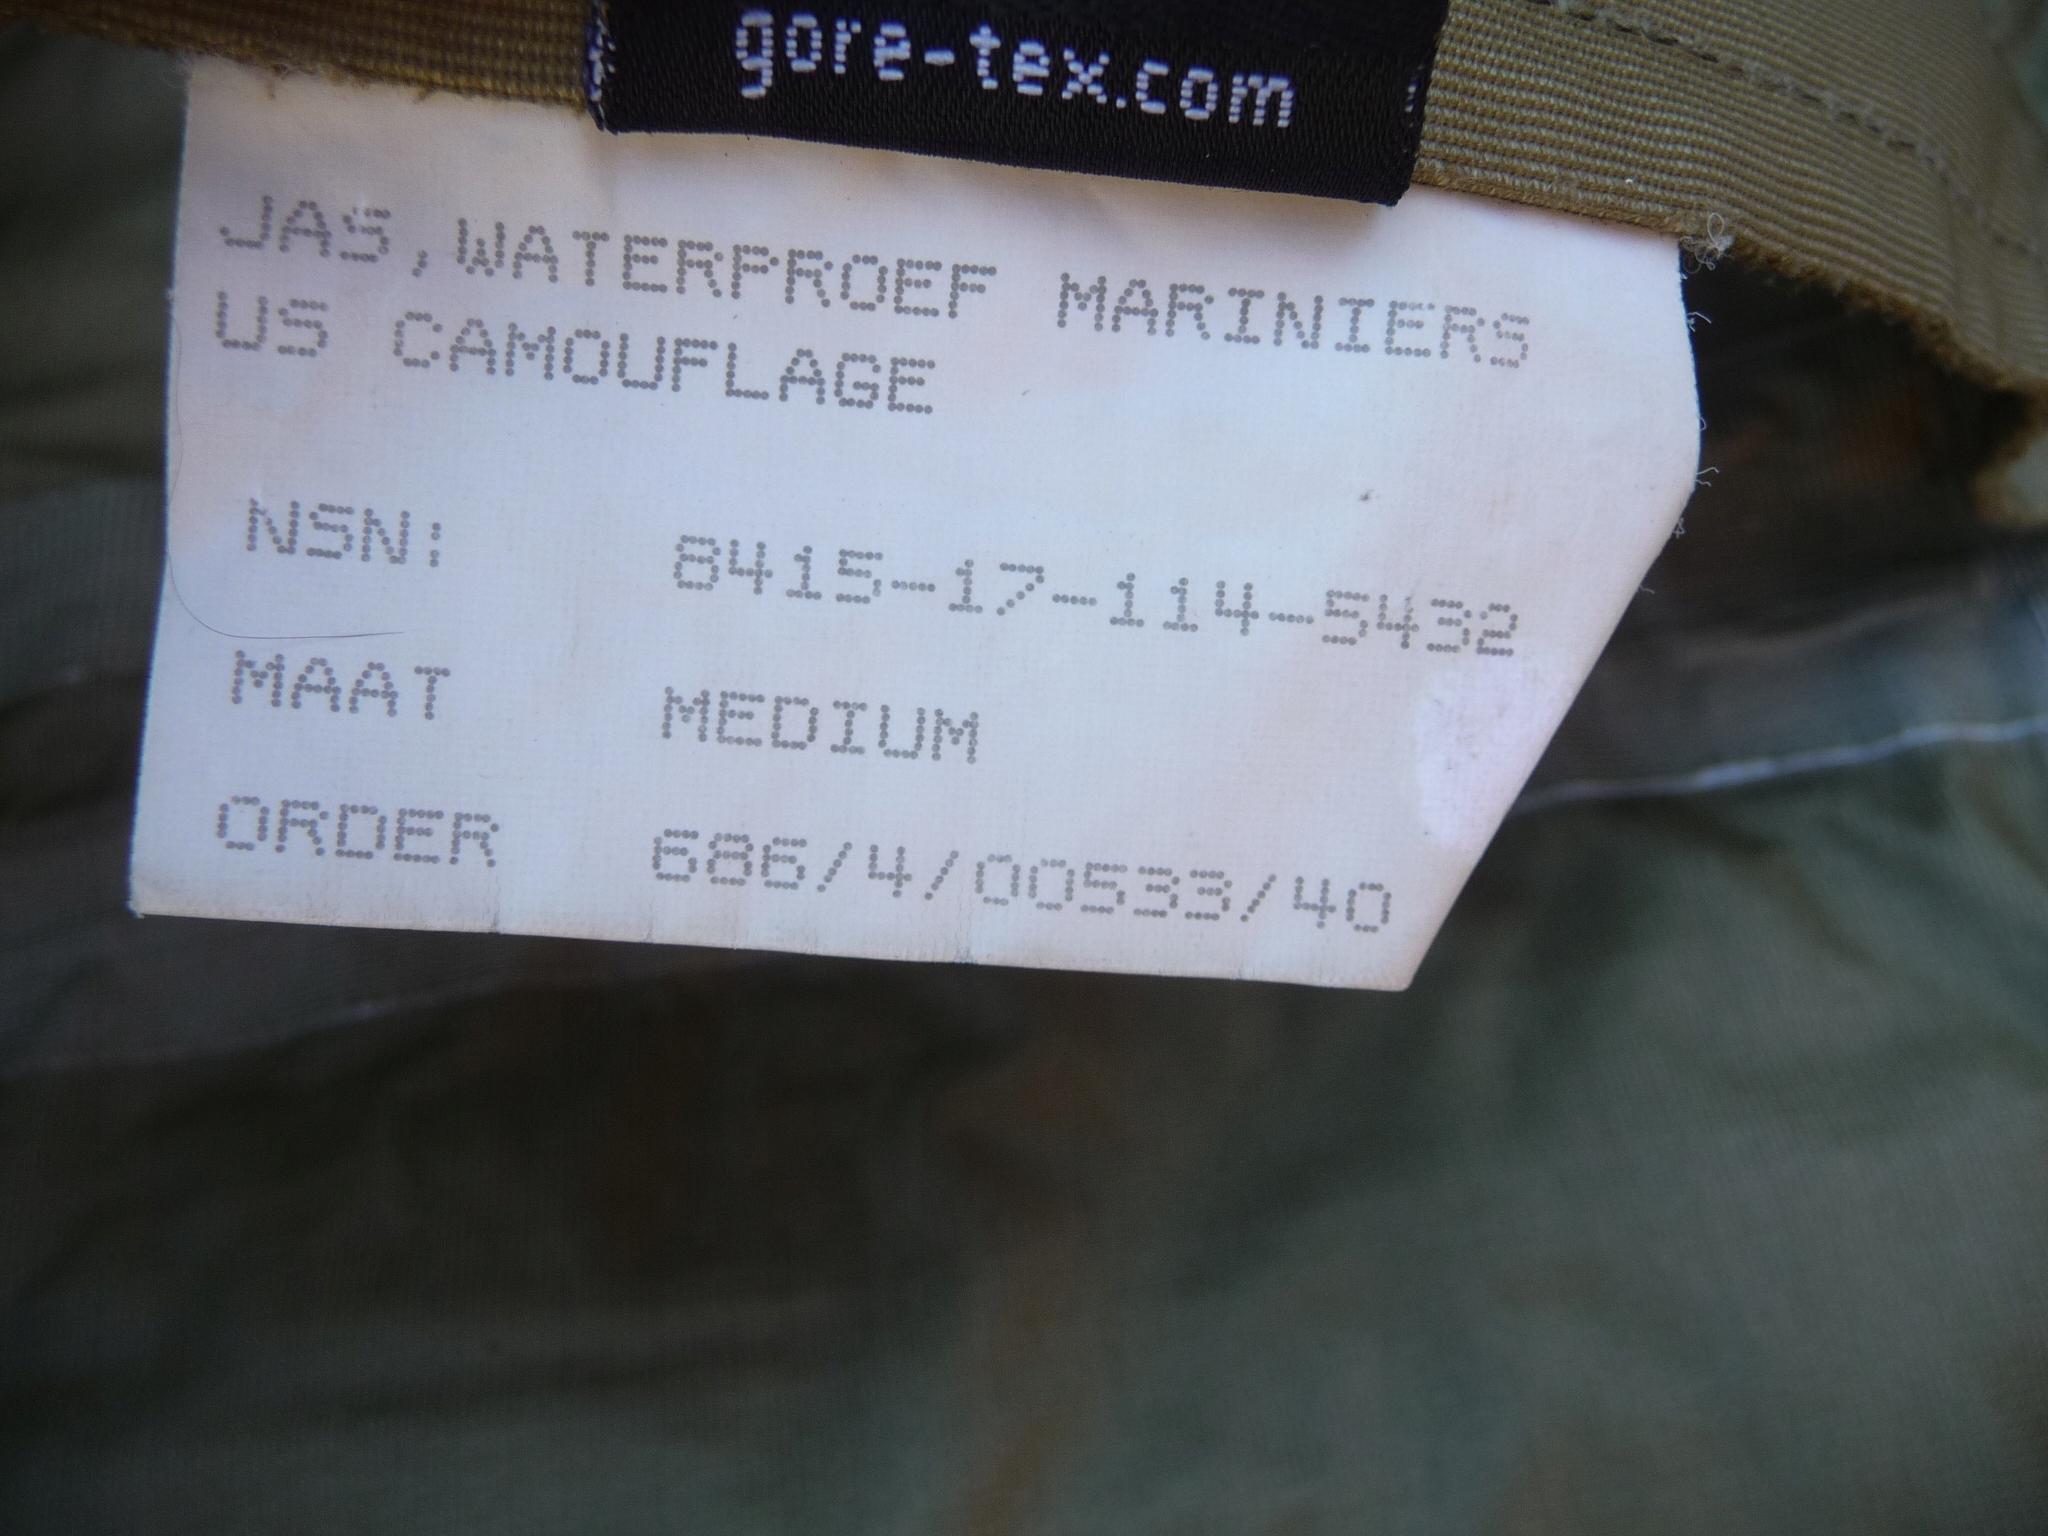 gore-tex.com
JAS, WATERPROEF MARINIERS
US CAMOUFLAGE
NSN: 8415-17-114-5432
MAAT MEDIUM
ORDER 686/4/00533/40